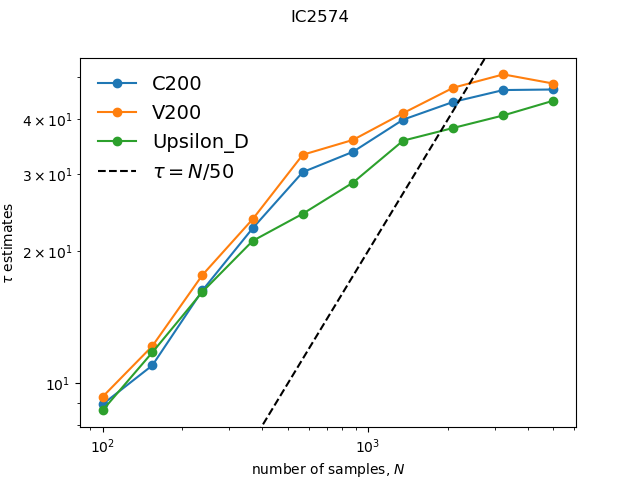 IC2574
C200
V200
Upsilon_D
τ = N/50
4 × 10¹
3 × 10¹
2 × 10¹
10¹
τ estimates
10² 10³
number of samples, N